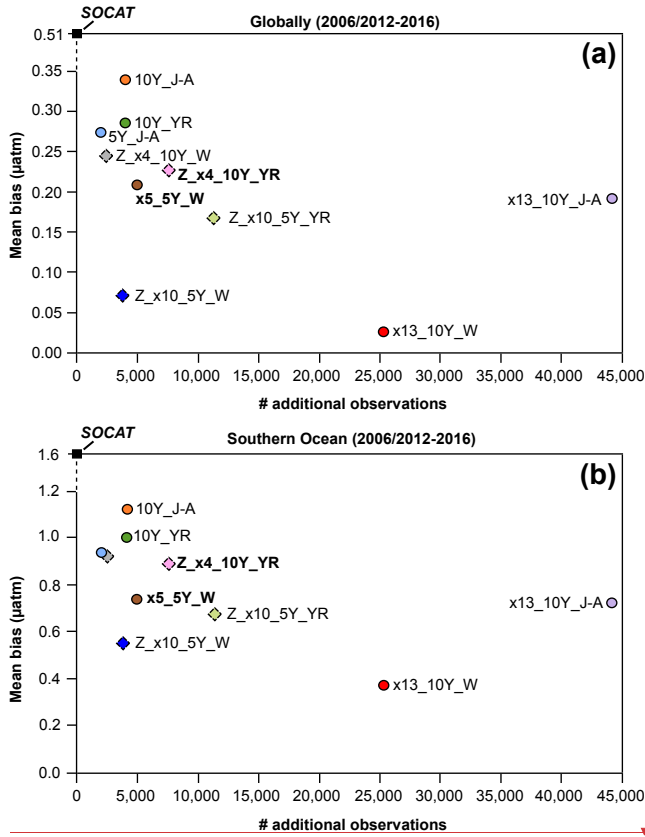 SOCAT
Globally (2006/2012-2016)
(a)
0.51
0.35
0.30
0.25
0.20
0.15
0.10
0.05
0.00
Mean bias (µatm)
10Y_J-A
10Y_YR
5Y_J-A
Z_x4_10Y_W
Z_x4_10Y_YR
x5_5Y_W
x13_10Y_J-A
Z_x10_5Y_YR
Z_x10_5Y_W
x13_10Y_W
0 5,000 10,000 15,000 20,000 25,000 30,000 35,000 40,000 45,000
# additional observations
SOCAT
Southern Ocean (2006/2012-2016)
(b)
1.6
1.2
1.0
0.8
0.6
0.4
0.2
0.0
Mean bias (µatm)
10Y_J-A
10Y_YR
Z_x4_10Y_YR
x5_5Y_W
x13_10Y_J-A
Z_x10_5Y_YR
Z_x10_5Y_W
x13_10Y_W
0 5,000 10,000 15,000 20,000 25,000 30,000 35,000 40,000 45,000
# additional observations